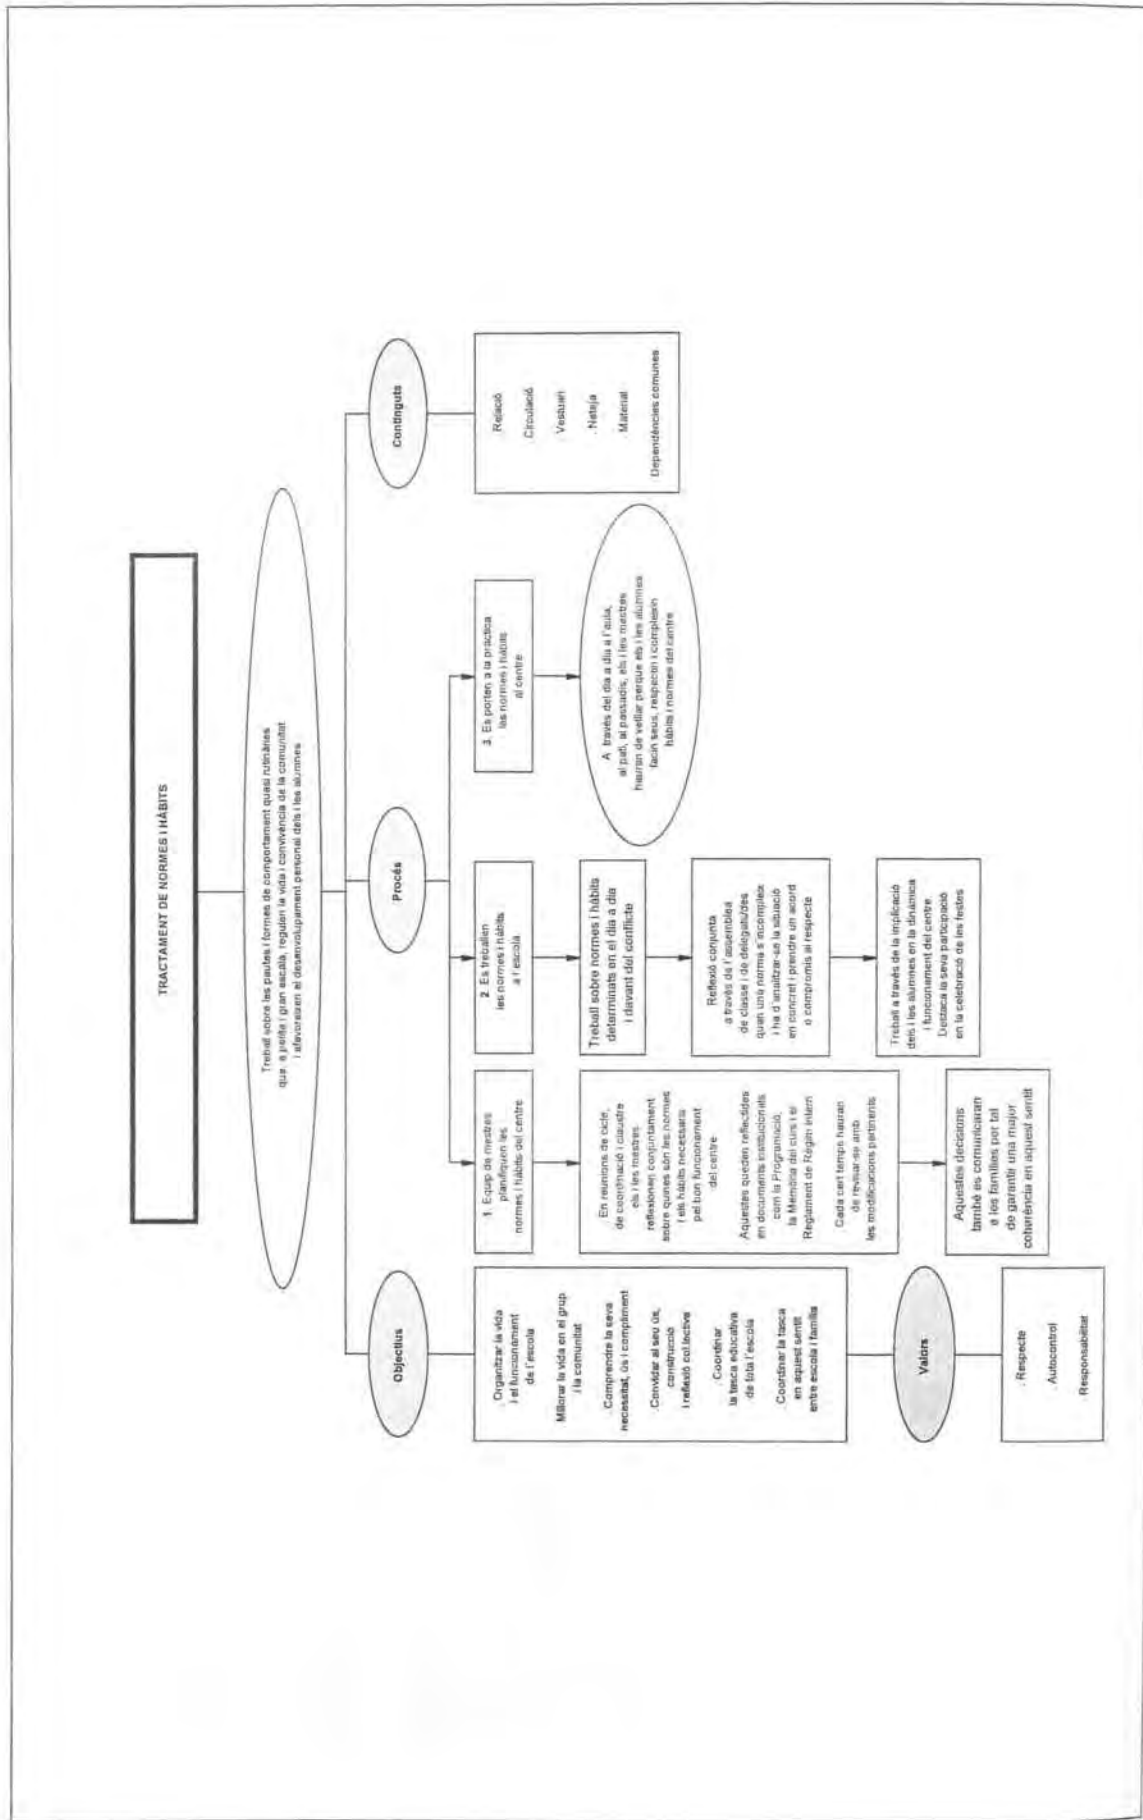 TRACTAMENT DE NORMES I HÀBITS
Treball sobre les pautes i formes de comportament quasi rutinàries
que, a petita i gran escala, regulen la vida i convivència de la comunitat
i afavoreixen el desenvolupament personal dels i les alumnes
Objectius
. Organitzar la vida
i el funcionament
de l'escola
Millorar la vida en el grup
i la comunitat
. Comprendre la seva
necessitat, ús i compliment
. Convidar al seu ús,
construcció
i reflexió col.lectiva
. Coordinar
la tasca educativa
de tota l'escola
. Coordinar la tasca
en aquest sentit
entre escola i família
Valors
. Respecte
. Autocontrol
Responsabilitat
Procés
1. Equip de mestres
planifiquen les
normes i hàbits del centre
En reunions de cicle,
de coordinació i claustre
els i les mestres
reflexionen conjuntament
sobre quines són les normes
i els hàbits necessaris
pel bon funcionament
del centre
Aquestes queden reflectides
en documents institucionals
com la Programació,
la Memòria del curs i el
Reglament de Règim Intern
Cada cert temps hauran
de revisar-se amb
les modificacions pertinents
Aquestes decisions
també es comunicaran
a les famílies per tal
de garantir una major
coherència en aquest sentit
2. Es treballen
les normes i hàbits
a l'escola
Treball sobre normes i hàbits
determinats en el dia a dia
i davant del conflicte
Reflexió conjunta
a través de l'assemblea
de classe i de delegats/des
quan una norma s'incompleix
i ha d'analitzar-se la situació
en concret i prendre un acord
o compromís al respecte
Treball a través de la implicació
dels i les alumnes en la dinàmica
i funcionament del centre.
Destaca la seva participació
en la celebració de les festes
3. Es porten a la pràctica
les normes i hàbits
al centre
A través del dia a dia a l'aula,
al pati, al passadís, els i les mestres
hauran de vetllar perquè els i les alumnes
facin seus, respectin i compleixin
hàbits i normes del centre
Continguts
Relació
Circulació
Vestuari
. Neteja
. Material
Dependències comunes